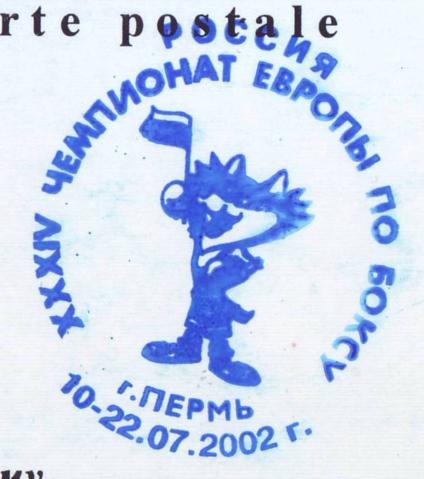 rte postale
РОССИЯ
XXXIV ЧЕМПИОНАТ ЕВРОПЫ ПО БОКСУ
г.ПЕРМЬ
10-22.07.2002 г.